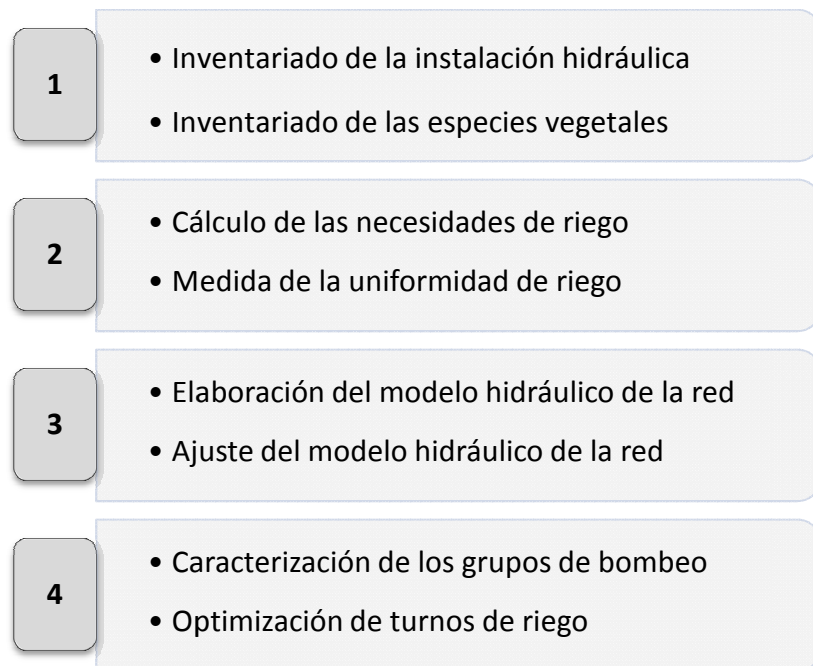 1
• Inventariado de la instalación hidráulica
• Inventariado de las especies vegetales
2
• Cálculo de las necesidades de riego
• Medida de la uniformidad de riego
3
• Elaboración del modelo hidráulico de la red
• Ajuste del modelo hidráulico de la red
4
• Caracterización de los grupos de bombeo
• Optimización de turnos de riego